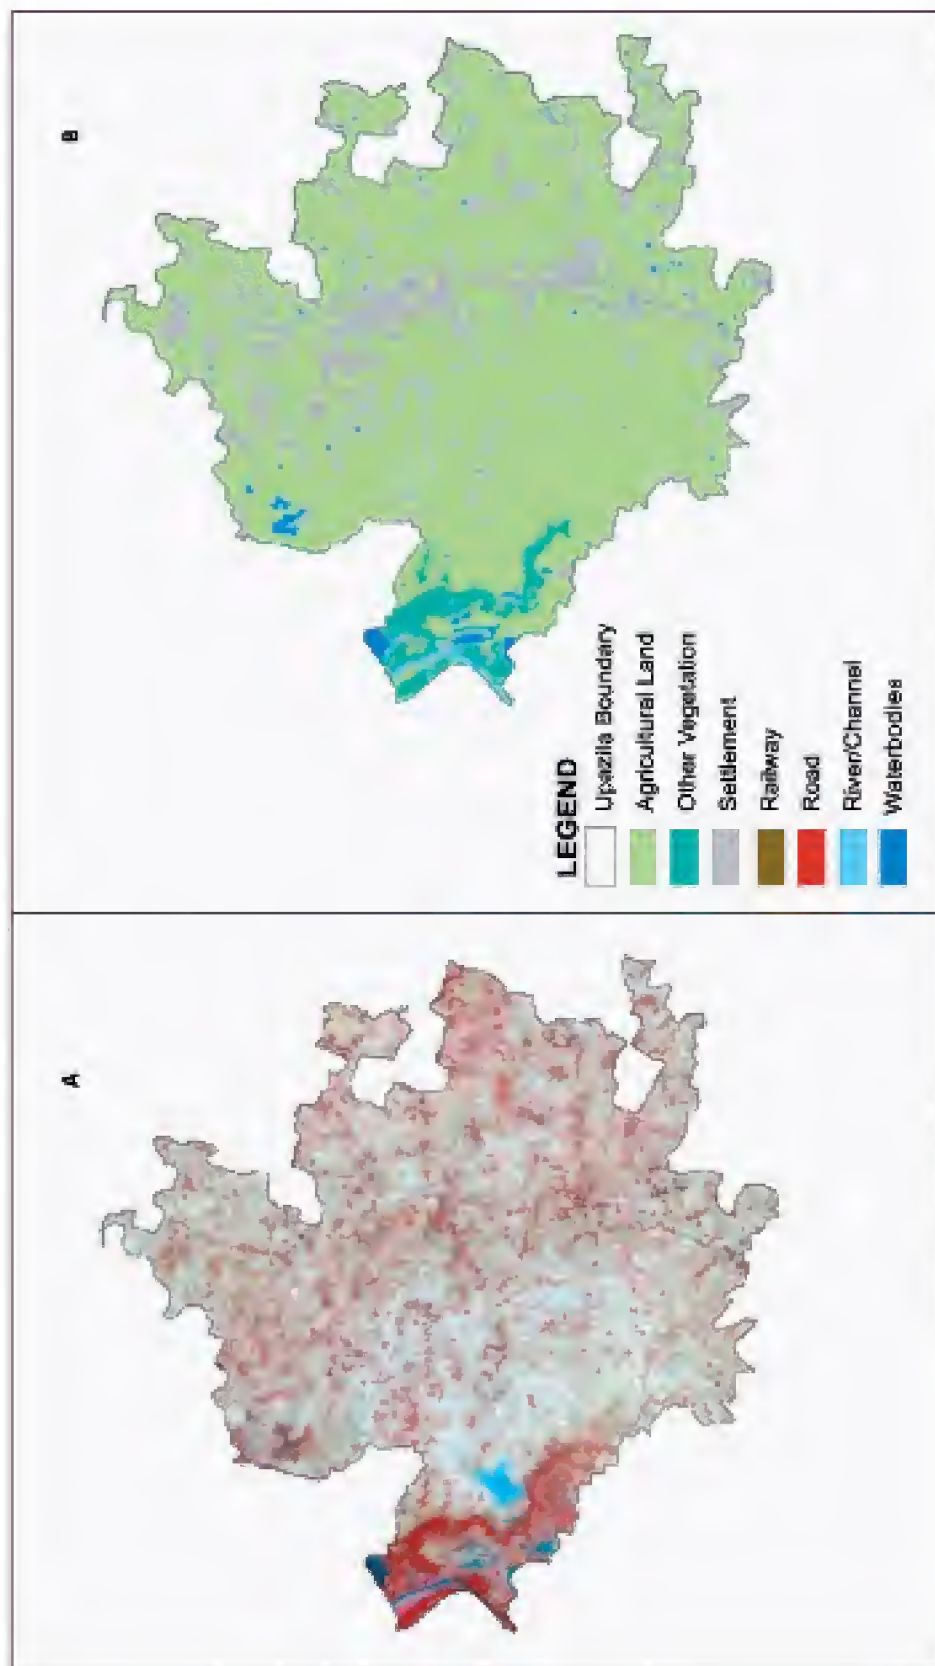 A
B
LEGEND
Upazila Boundary
Agricultural Land
Other Vegetation
Settlement
Railway
Road
River/Channel
Waterbodies